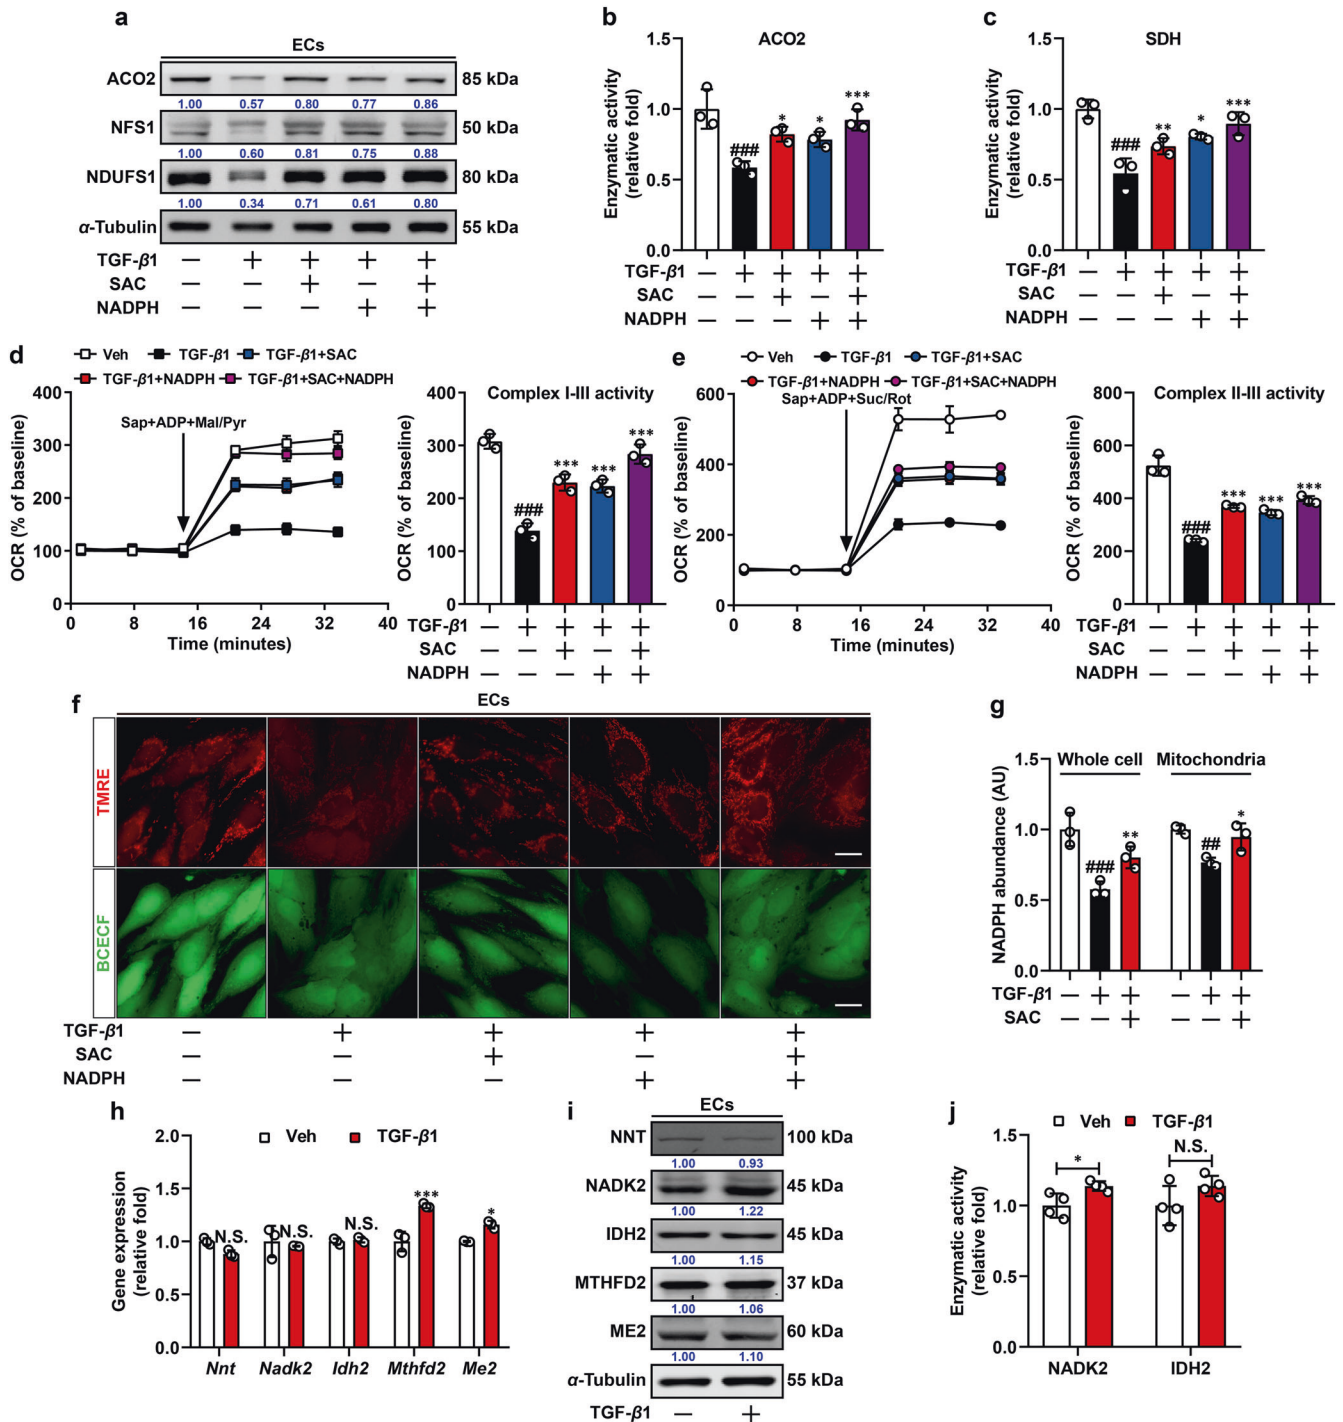 a
ECs
ACO2 85 kDa
1.00 0.57 0.80 0.77 0.86
NFS1 50 kDa
1.00 0.60 0.81 0.75 0.88
NDUFS1 80 kDa
1.00 0.34 0.71 0.61 0.80
α-Tubulin 55 kDa
TGF-β1 — + + + +
SAC — — + — +
NADPH — — — + +
b
ACO2
Enzymatic activity
(relative fold)
1.5
1.0
0.5
0.0
### * * ***
TGF-β1 — + + + +
SAC — — + — +
NADPH — — — + +
c
SDH
Enzymatic activity
(relative fold)
1.5
1.0
0.5
0.0
### ** * ***
TGF-β1 — + + + +
SAC — — + — +
NADPH — — — + +
d
Veh TGF-β1 TGF-β1+SAC
TGF-β1+NADPH TGF-β1+SAC+NADPH
Sap+ADP+Mal/Pyr
OCR (% of baseline)
400
300
200
100
0
0 8 16 24 32 40
Time (minutes)
Complex I-III activity
OCR (% of baseline)
400
300
200
100
0
### *** *** ***
TGF-β1 — + + + +
SAC — — + — +
NADPH — — — + +
e
Veh TGF-β1 TGF-β1+SAC
TGF-β1+NADPH TGF-β1+SAC+NADPH
Sap+ADP+Suc/Rot
OCR (% of baseline)
600
400
200
0
0 8 16 24 32 40
Time (minutes)
Complex II-III activity
OCR (% of baseline)
800
600
400
200
0
### *** *** ***
TGF-β1 — + + + +
SAC — — + — +
NADPH — — — + +
f
ECs
TMRE
BCECF
TGF-β1 — + + + +
SAC — — + — +
NADPH — — — + +
g
Whole cell Mitochondria
NADPH abundance (AU)
1.5
1.0
0.5
0.0
### ** ## *
TGF-β1 — + + — + +
SAC — — + — — +
h
Veh TGF-β1
Gene expression
(relative fold)
2.0
1.5
1.0
0.5
0.0
N.S. N.S. N.S. *** *
Nnt Nadk2 Idh2 Mthfd2 Me2
i
ECs
NNT 100 kDa
1.00 0.93
NADK2 45 kDa
1.00 1.22
IDH2 45 kDa
1.00 1.15
MTHFD2 37 kDa
1.00 1.06
ME2 60 kDa
1.00 1.10
α-Tubulin 55 kDa
TGF-β1 — +
j
Veh TGF-β1
Enzymatic activity
(relative fold)
1.5
1.0
0.5
0.0
* N.S.
NADK2 IDH2